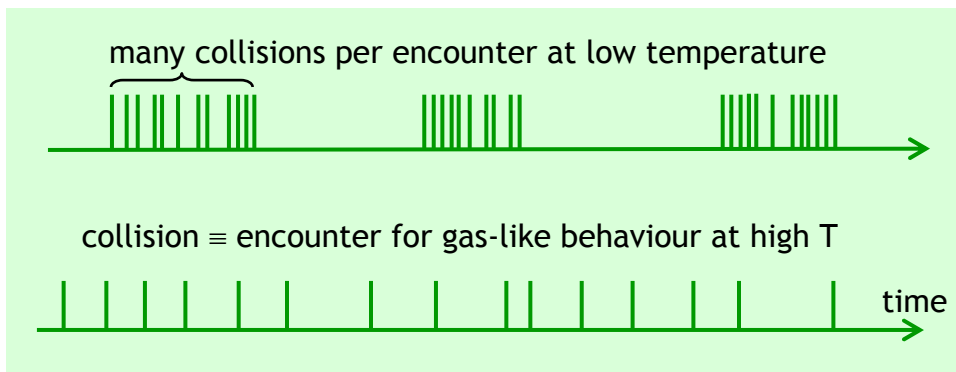 many collisions per encounter at low temperature
collision ≡ encounter for gas-like behaviour at high T
time